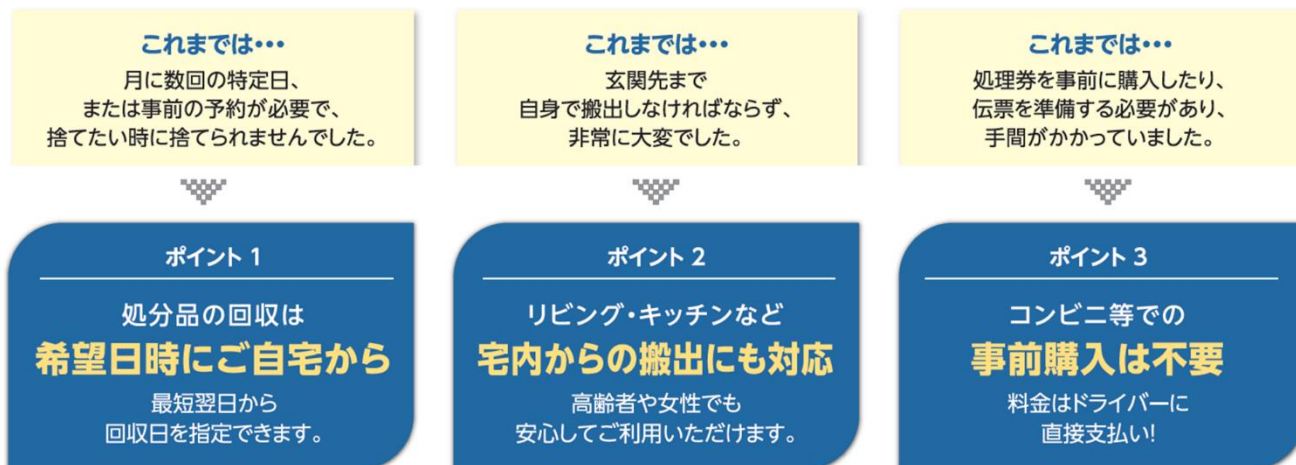 これまでは・・・
月に数回の特定日、
または事前の予約が必要で、
捨てたい時に捨てられませんでした。
ポイント 1
処分品の回収は
希望日時にご自宅から
最短翌日から
回収日を指定できます。
これまでは・・・
玄関先まで
自身で搬出しなければならず、
非常に大変でした。
ポイント 2
リビング・キッチンなど
宅内からの搬出にも対応
高齢者や女性でも
安心してご利用いただけます。
これまでは・・・
処理券を事前に購入したり、
伝票を準備する必要があり、
手間がかかっていました。
ポイント 3
コンビニ等での
事前購入は不要
料金はドライバーに
直接支払い!